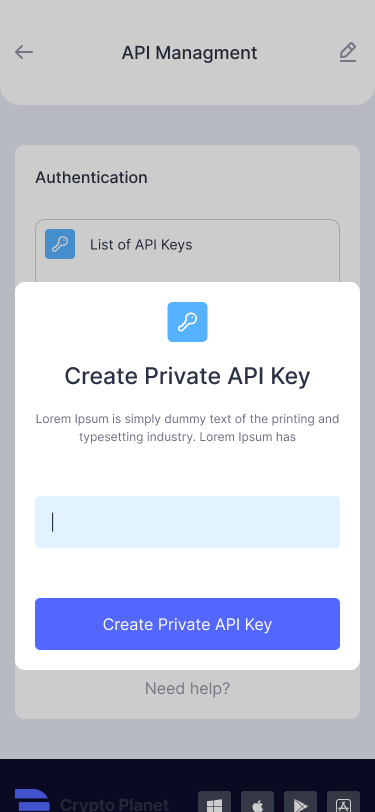 API Managment
Authentication
List of API Keys
Create Private API Key
Lorem Ipsum is simply dummy text of the printing and
typesetting industry. Lorem Ipsum has
Create Private API Key
Need help?
Crypto Planet